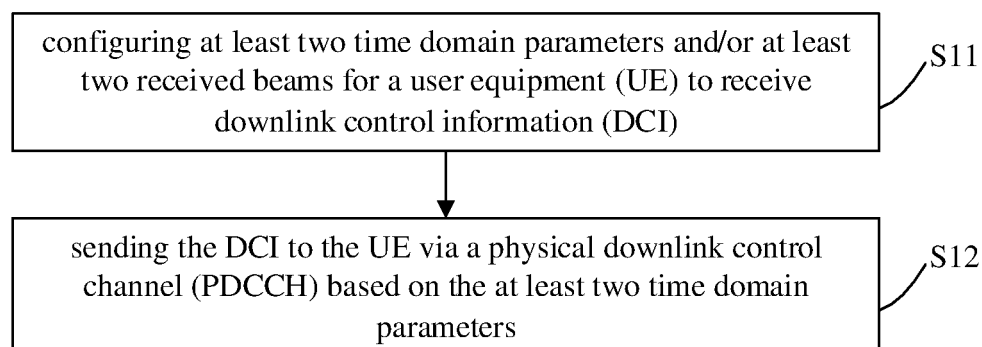 configuring at least two time domain parameters and/or at least
two received beams for a user equipment (UE) to receive
downlink control information (DCI)
S11
sending the DCI to the UE via a physical downlink control
channel (PDCCH) based on the at least two time domain
parameters
S12